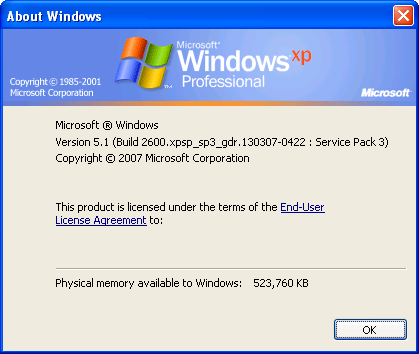 About Windows
Microsoft®
Windows xp
Professional
Copyright © 1985-2001
Microsoft Corporation
Microsoft
Microsoft ® Windows
Version 5.1 (Build 2600.xpsp_sp3_gdr.130307-0422 : Service Pack 3)
Copyright © 2007 Microsoft Corporation
This product is licensed under the terms of the End-User
License Agreement to:
Physical memory available to Windows: 523,760 KB
OK